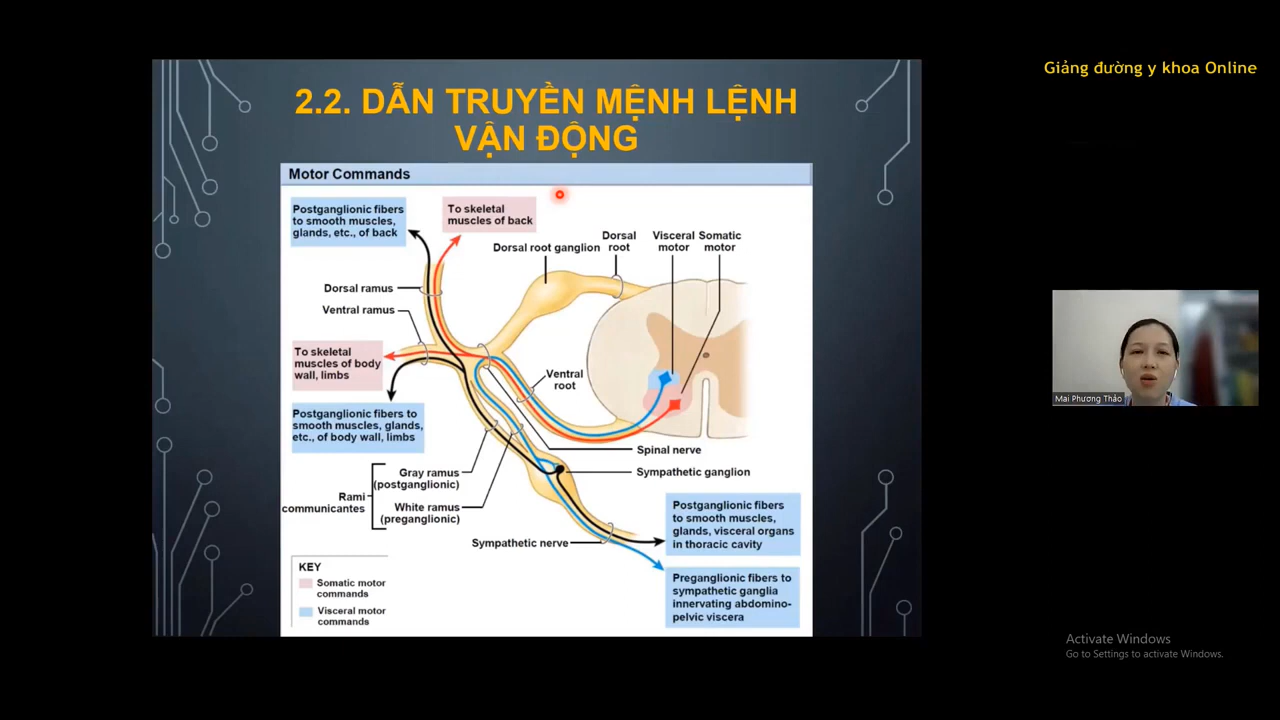 Giảng đường y khoa Online
2.2. DẪN TRUYỀN MỆNH LỆNH
VẬN ĐỘNG
Motor Commands
Postganglionic fibers
to smooth muscles,
glands, etc., of back
To skeletal
muscles of back
Dorsal root ganglion
Dorsal
root
Visceral
motor
Somatic
motor
Dorsal ramus
Ventral ramus
To skeletal
muscles of body
wall, limbs
Ventral
root
Postganglionic fibers to
smooth muscles, glands,
etc., of body wall, limbs
Spinal nerve
Sympathetic ganglion
Gray ramus
(postganglionic)
Rami
communicantes
White ramus
(preganglionic)
Sympathetic nerve
Postganglionic fibers
to smooth muscles,
glands, visceral organs
in thoracic cavity
Preganglionic fibers to
sympathetic ganglia
innervating abdomino-
pelvic viscera
KEY
Somatic motor
commands
Visceral motor
commands
Mai Phương Thảo
Activate Windows
Go to Settings to activate Windows.